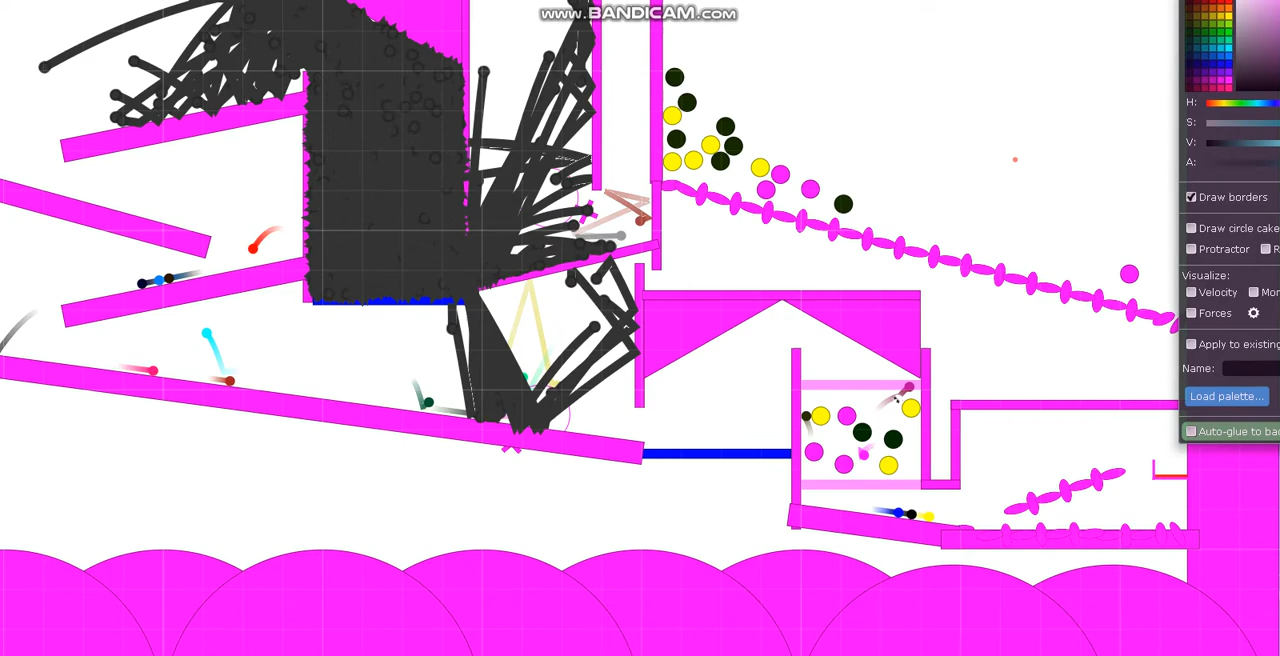 www.BANDICAM.com
H:
S:
V:
A:
Draw borders
Draw circle cake
Protractor
R
Visualize:
Velocity
Mon
Forces
Apply to existing
Name:
Load palette...
Auto-glue to bac